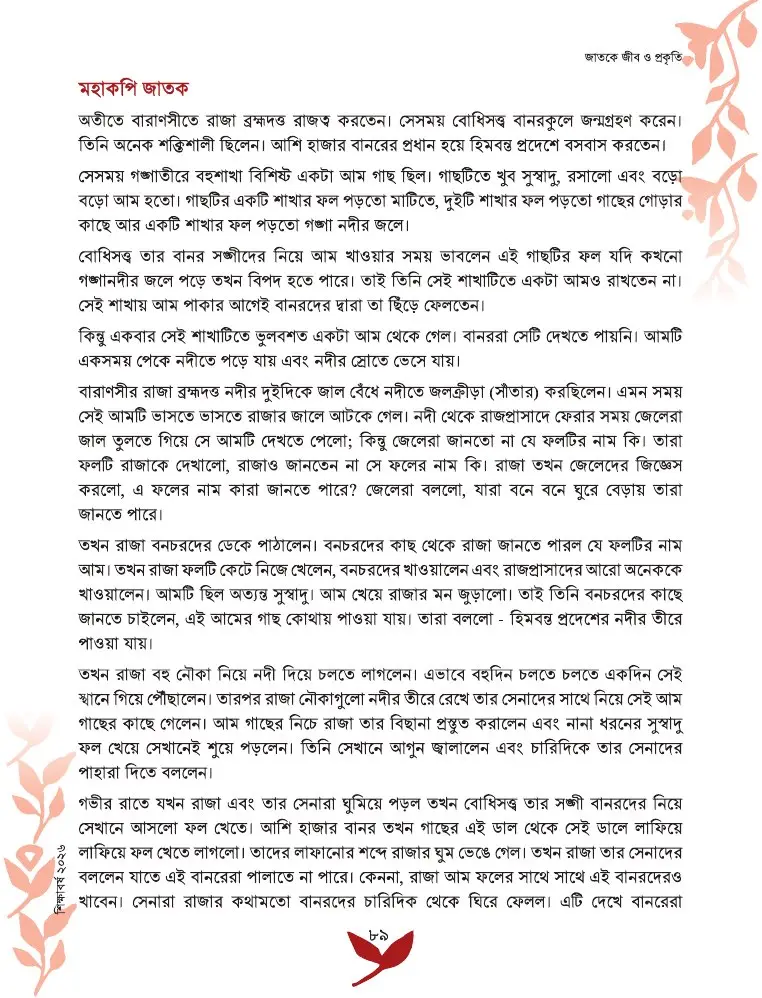 জাতকে জীব ও প্রকৃতি
মহাকপি জাতক
অতীতে বারাণসীতে রাজা ব্রহ্মদত্ত রাজত্ব করতেন। সেসময় বোধিসত্ত্ব বানরকুলে জন্মগ্রহণ করেন।
তিনি অনেক শক্তিশালী ছিলেন। আশি হাজার বানরের প্রধান হয়ে হিমবন্ত প্রদেশে বসবাস করতেন।
সেসময় গঙ্গাতীরে বহুশাখা বিশিষ্ট একটা আম গাছ ছিল। গাছটিতে খুব সুস্বাদু, রসালো এবং বড়ো
বড়ো আম হতো। গাছটির একটি শাখার ফল পড়তো মাটিতে, দুইটি শাখার ফল পড়তো গাছের গোড়ার
কাছে আর একটি শাখার ফল পড়তো গঙ্গা নদীর জলে।
বোধিসত্ত্ব তার বানর সঙ্গীদের নিয়ে আম খাওয়ার সময় ভাবলেন এই গাছটির ফল যদি কখনো
গঙ্গানদীর জলে পড়ে তখন বিপদ হতে পারে। তাই তিনি সেই শাখাটিতে একটা আমও রাখতেন না।
সেই শাখায় আম পাকার আগেই বানরদের দ্বারা তা ছিঁড়ে ফেলতেন।
কিন্তু একবার সেই শাখাটিতে ভুলবশত একটা আম থেকে গেল। বানররা সেটি দেখতে পায়নি। আমটি
একসময় পেকে নদীতে পড়ে যায় এবং নদীর স্রোতে ভেসে যায়।
বারাণসীর রাজা ব্রহ্মদত্ত নদীর দুইদিকে জাল বেঁধে নদীতে জলক্রীড়া (সাঁতার) করছিলেন। এমন সময়
সেই আমটি ভাসতে ভাসতে রাজার জালে আটকে গেল। নদী থেকে রাজপ্রাসাদে ফেরার সময় জেলেরা
জাল তুলতে গিয়ে সে আমটি দেখতে পেলো; কিন্তু জেলেরা জানতো না যে ফলটির নাম কি। তারা
ফলটি রাজাকে দেখালো, রাজাও জানতেন না সে ফলের নাম কি। রাজা তখন জেলেদের জিজ্ঞেস
করলো, এ ফলের নাম কারা জানতে পারে? জেলেরা বললো, যারা বনে বনে ঘুরে বেড়ায় তারা
জানতে পারে।
তখন রাজা বনচরদের ডেকে পাঠালেন। বনচরদের কাছ থেকে রাজা জানতে পারল যে ফলটির নাম
আম। তখন রাজা ফলটি কেটে নিজে খেলেন, বনচরদের খাওয়ালেন এবং রাজপ্রাসাদের আরো অনেককে
খাওয়ালেন। আমটি ছিল অত্যন্ত সুস্বাদু। আম খেয়ে রাজার মন জুড়ালো। তাই তিনি বনচরদের কাছে
জানতে চাইলেন, এই আমের গাছ কোথায় পাওয়া যায়। তারা বললো - হিমবন্ত প্রদেশের নদীর তীরে
পাওয়া যায়।
তখন রাজা বহু নৌকা নিয়ে নদী দিয়ে চলতে লাগলেন। এভাবে বহুদিন চলতে চলতে একদিন সেই
স্থানে গিয়ে পৌঁছালেন। তারপর রাজা নৌকাগুলো নদীর তীরে রেখে তার সেনাদের সাথে নিয়ে সেই আম
গাছের কাছে গেলেন। আম গাছের নিচে রাজা তার বিছানা প্রস্তুত করালেন এবং নানা ধরনের সুস্বাদু
ফল খেয়ে সেখানেই শুয়ে পড়লেন। তিনি সেখানে আগুন জ্বালালেন এবং চারিদিকে তার সেনাদের
পাহারা দিতে বললেন।
গভীর রাতে যখন রাজা এবং তার সেনারা ঘুমিয়ে পড়ল তখন বোধিসত্ত্ব তার সঙ্গী বানরদের নিয়ে
সেখানে আসলো ফল খেতে। আশি হাজার বানর তখন গাছের এই ডাল থেকে সেই ডালে লাফিয়ে
লাফিয়ে ফল খেতে লাগলো। তাদের লাফানোর শব্দে রাজার ঘুম ভেঙে গেল। তখন রাজা তার সেনাদের
বললেন যাতে এই বানরেরা পালাতে না পারে। কেননা, রাজা আম ফলের সাথে সাথে এই বানরদেরও
খাবেন। সেনারা রাজার কথামতো বানরদের চারিদিক থেকে ঘিরে ফেলল। এটি দেখে বানরেরা
শিক্ষাবর্ষ ২০২৬
৮৯